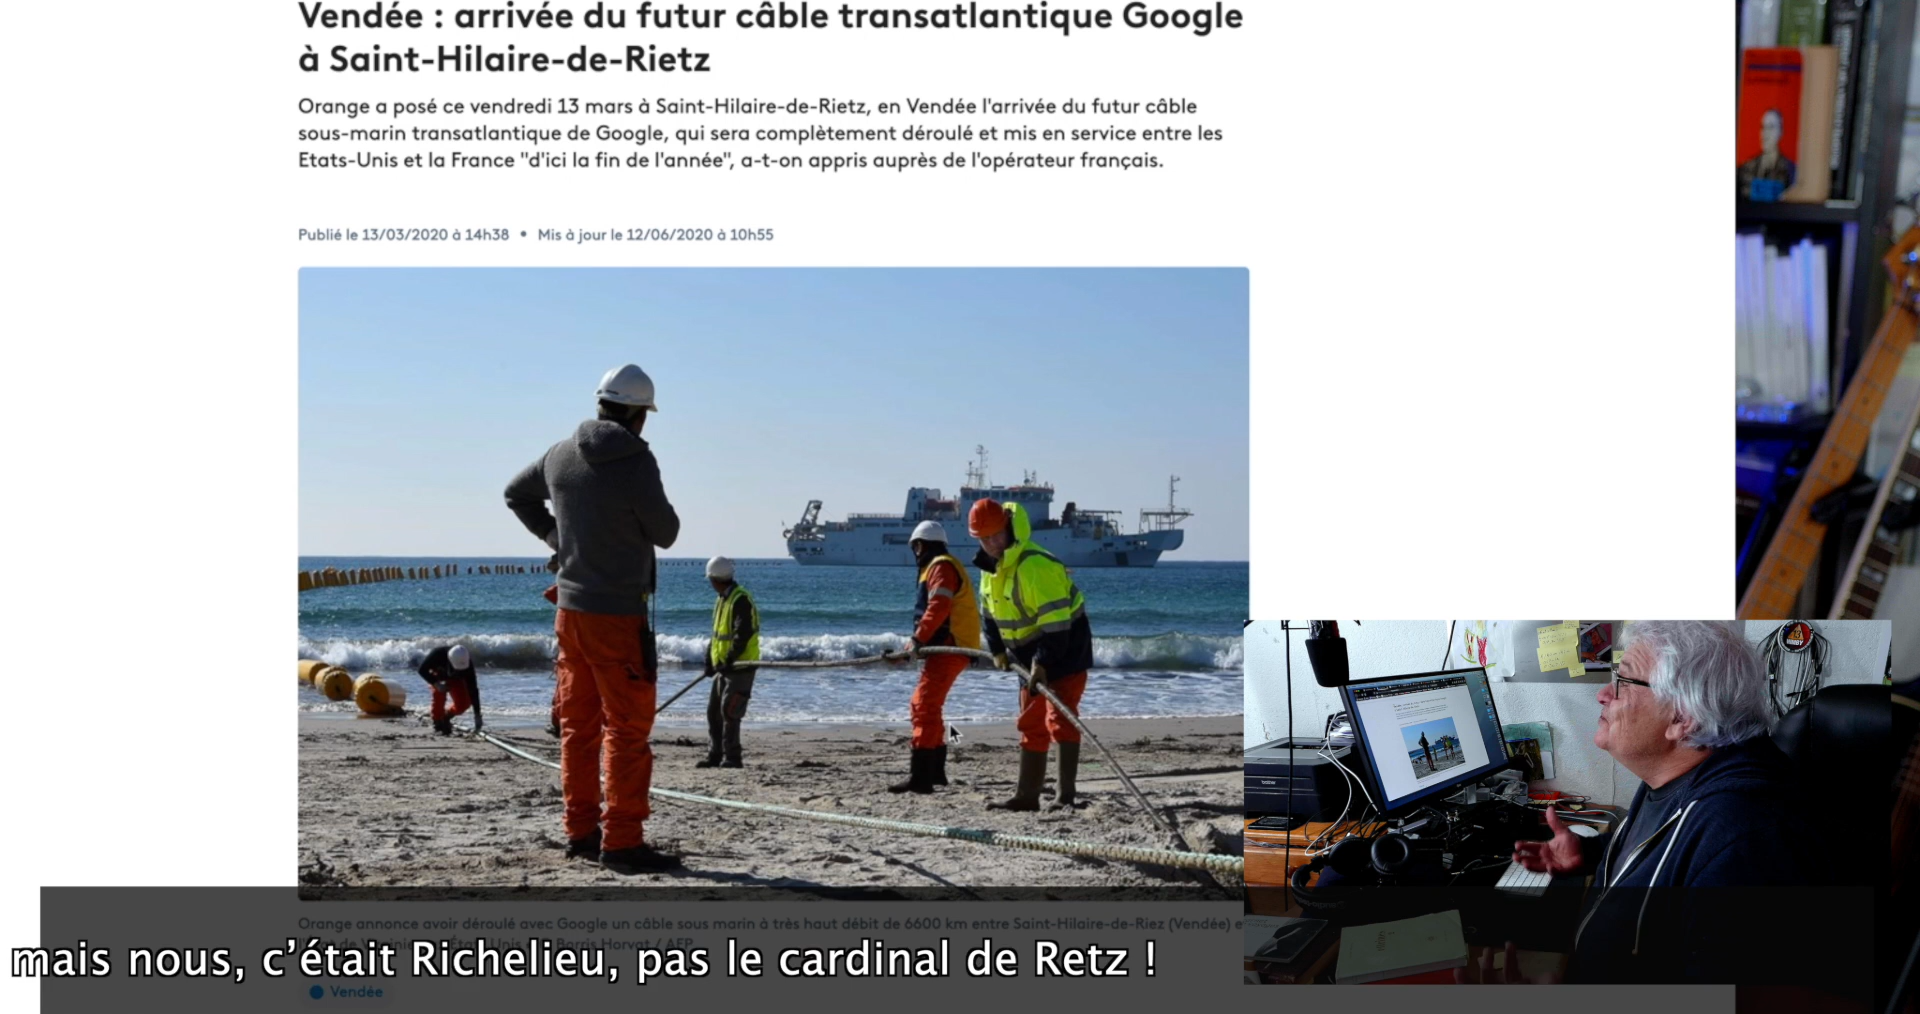 Vendée : arrivée du futur câble transatlantique Google
à Saint-Hilaire-de-Rietz
Orange a posé ce vendredi 13 mars à Saint-Hilaire-de-Rietz, en Vendée l'arrivée du futur câble
sous-marin transatlantique de Google, qui sera complètement déroulé et mis en service entre les
Etats-Unis et la France "d'ici la fin de l'année", a-t-on appris auprès de l'opérateur français.
Publié le 13/03/2020 à 14h38 • Mis à jour le 12/06/2020 à 10h55
Orange annonce avoir déroulé avec Google un câble sous marin à très haut débit de 6600 km entre Saint-Hilaire-de-Riez (Vendée) e
Barris Horvat / AFP
mais nous, c’était Richelieu, pas le cardinal de Retz !
Vendée